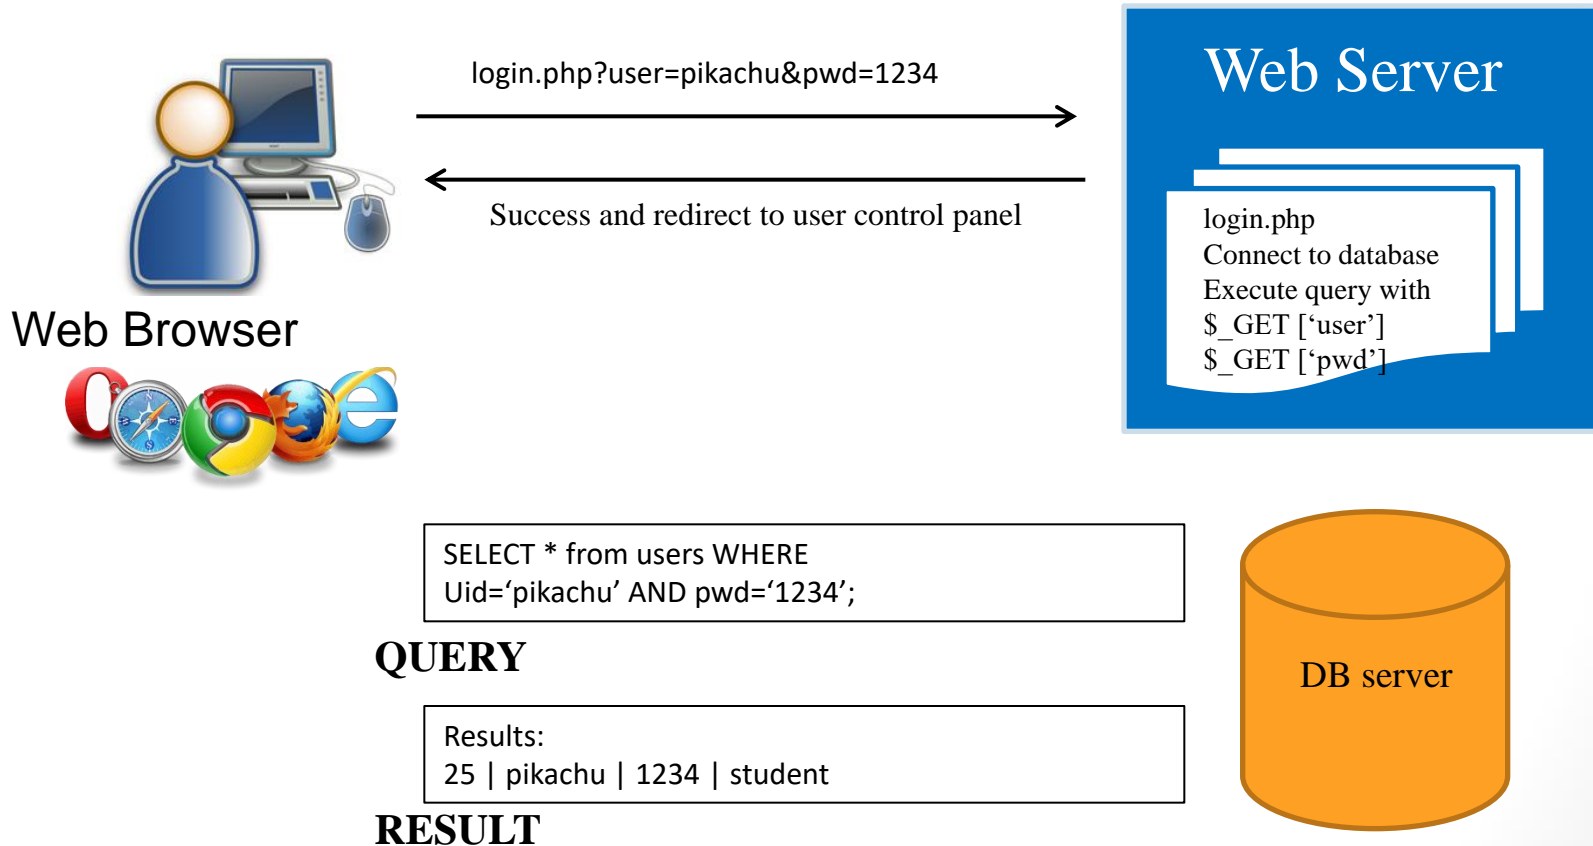 login.php?user=pikachu&pwd=1234
Success and redirect to user control panel
Web Server
login.php
Connect to database
Execute query with
$_GET [‘user’]
$_GET [‘pwd’]
Web Browser
SELECT * from users WHERE
Uid=‘pikachu’ AND pwd=‘1234’;
QUERY
Results:
25 | pikachu | 1234 | student
RESULT
DB server